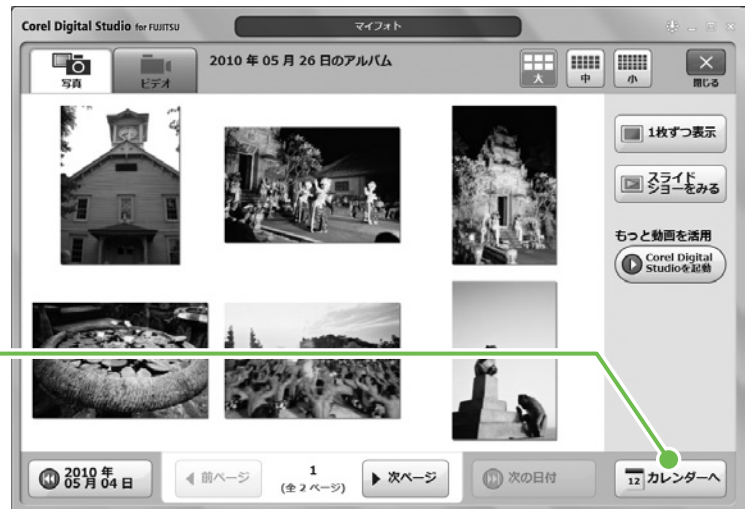 Corel Digital Studio for FUJITSU
マイフォト
写真
ビデオ
2010 年 05 月 26 日のアルバム
大
中
小
閉じる
1枚ずつ表示
スライド
ショーをみる
もっと動画を活用
Corel Digital
Studioを起動
2010 年
05 月 04 日
前ページ
1
(全 2 ページ)
次ページ
次の日付
12
カレンダーへ